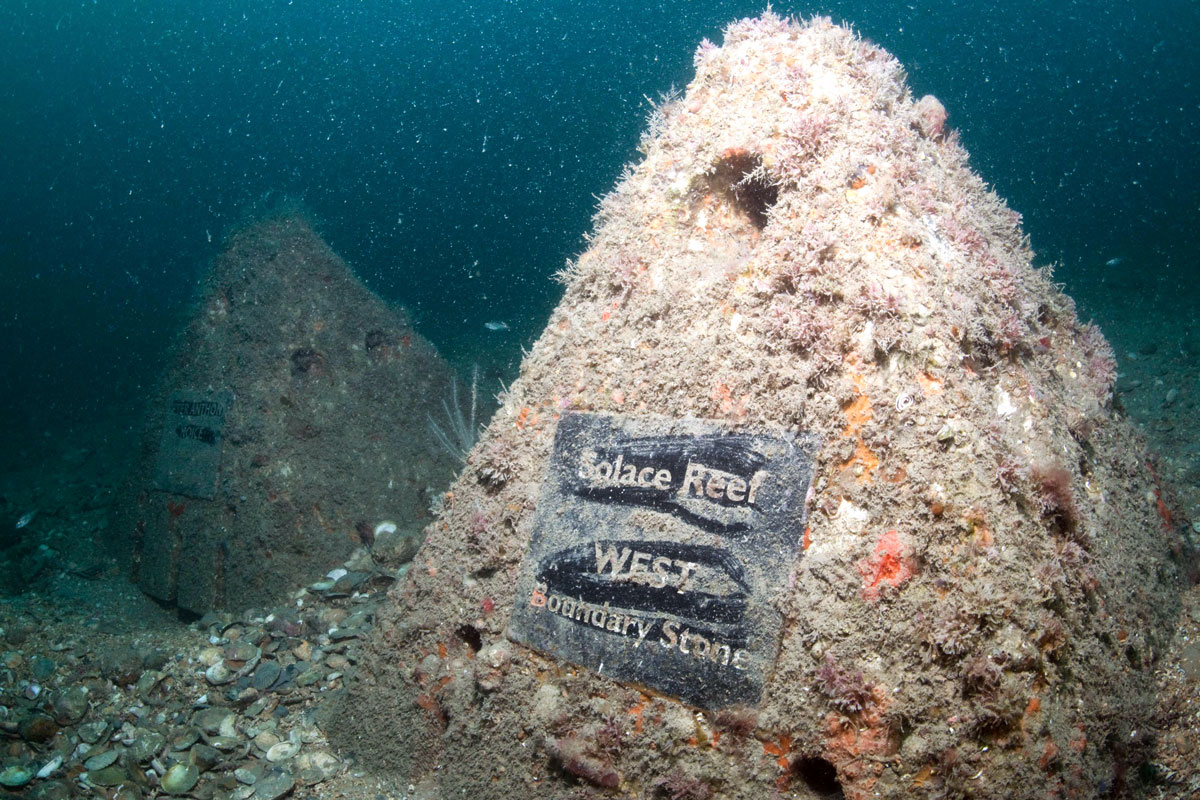 Solace Reef
WEST
Boundary Stone